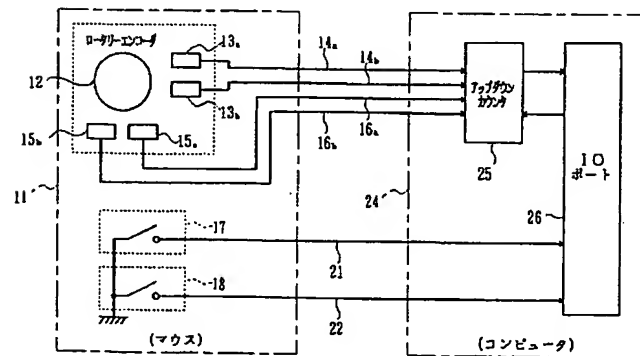 ロータリーエンコーダ
12
13a
13b
14a
14b
15b
15a
16a
16b
アップダウン
カウンタ
25
IO
ポート
26
11
24
17
18
21
22
(マウス)
(コンピュータ)